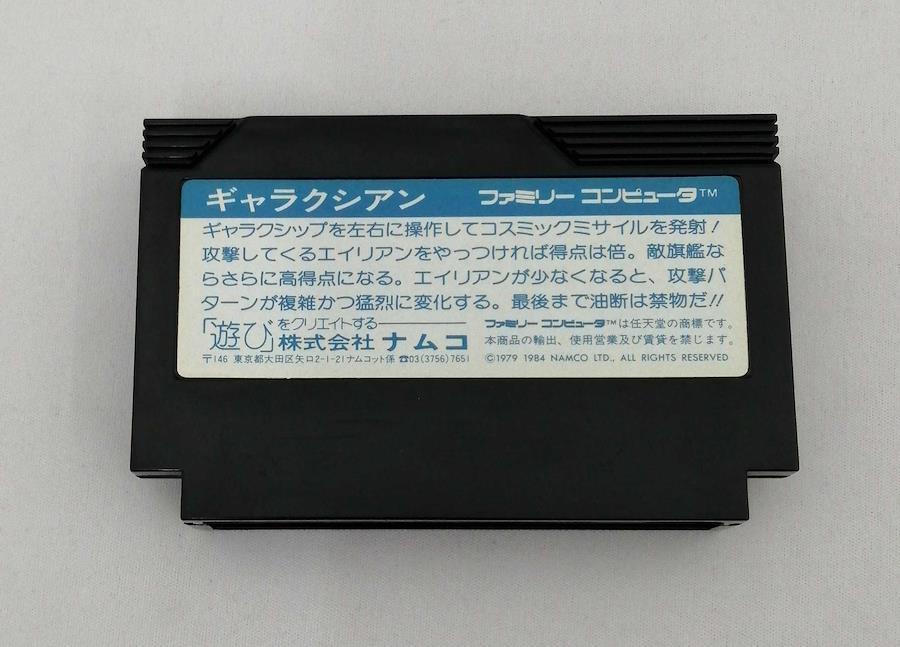 ギャラクシアン ファミリー コンピュータ™
ギャラクシップを左右に操作してコスミックミサイルを発射!
攻撃してくるエイリアンをやっつければ得点は倍。敵旗艦な
らさらに高得点になる。エイリアンが少なくなると、攻撃パ
ターンが複雑かつ猛烈に変化する。最後まで油断は禁物だ!!
「遊び」をクリエイトする――
株式会社 ナムコ
〒146 東京都大田区矢口2-1-21ナムコット係 ☎03(3756)7651
ファミリー コンピュータ™は任天堂の商標です。
本商品の輸出、使用営業及び賃貸を禁じます。
©1979 1984 NAMCO LTD., ALL RIGHTS RESERVED